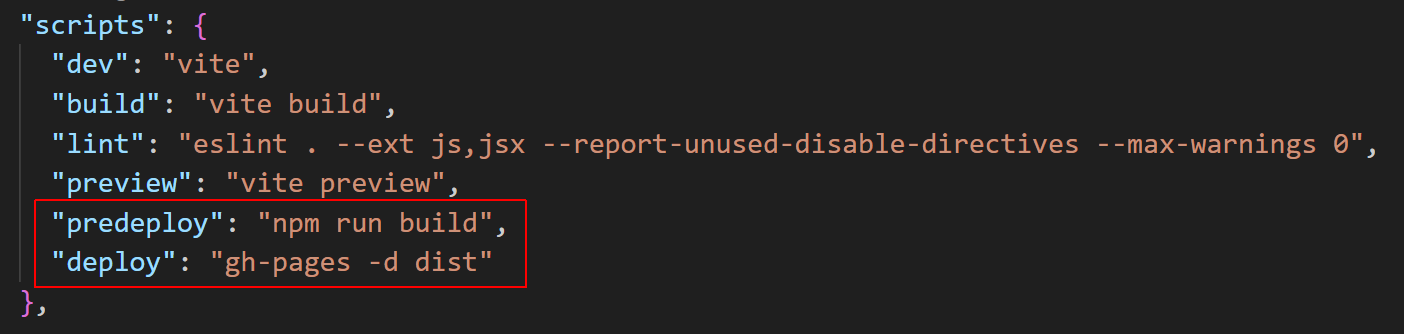 "scripts": {
"dev": "vite",
"build": "vite build",
"lint": "eslint . --ext js,jsx --report-unused-disable-directives --max-warnings 0",
"preview": "vite preview",
"predeploy": "npm run build",
"deploy": "gh-pages -d dist"
},